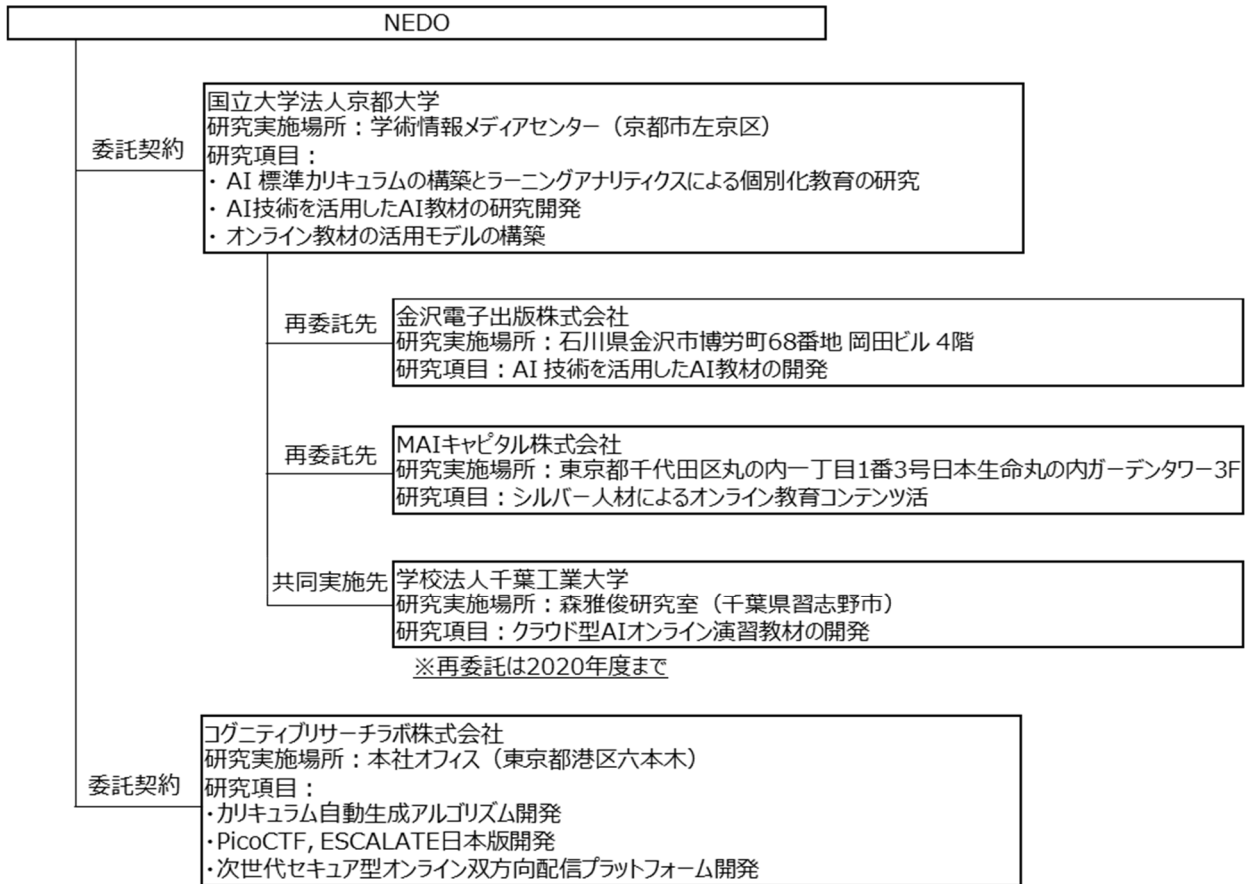 NEDO
委託契約
国立大学法人京都大学
研究実施場所：学術情報メディアセンター（京都市左京区）
研究項目：
・ AI 標準カリキュラムの構築とラーニングアナリティクスによる個別化教育の研究
・ AI技術を活用したAI教材の研究開発
・ オンライン教材の活用モデルの構築
再委託先
金沢電子出版株式会社
研究実施場所：石川県金沢市博労町68番地 岡田ビル 4階
研究項目：AI 技術を活用したAI教材の開発
再委託先
MAIキャピタル株式会社
研究実施場所：東京都千代田区丸の内一丁目1番3号日本生命丸の内ガーデンタワー3F
研究項目：シルバー人材によるオンライン教育コンテンツ活
共同実施先
学校法人千葉工業大学
研究実施場所：森雅俊研究室（千葉県習志野市）
研究項目：クラウド型AIオンライン演習教材の開発
※再委託は2020年度まで
委託契約
コグニティブリサーチラボ株式会社
研究実施場所：本社オフィス（東京都港区六本木）
研究項目：
・カリキュラム自動生成アルゴリズム開発
・PicoCTF, ESCALATE日本版開発
・次世代セキュア型オンライン双方向配信プラットフォーム開発